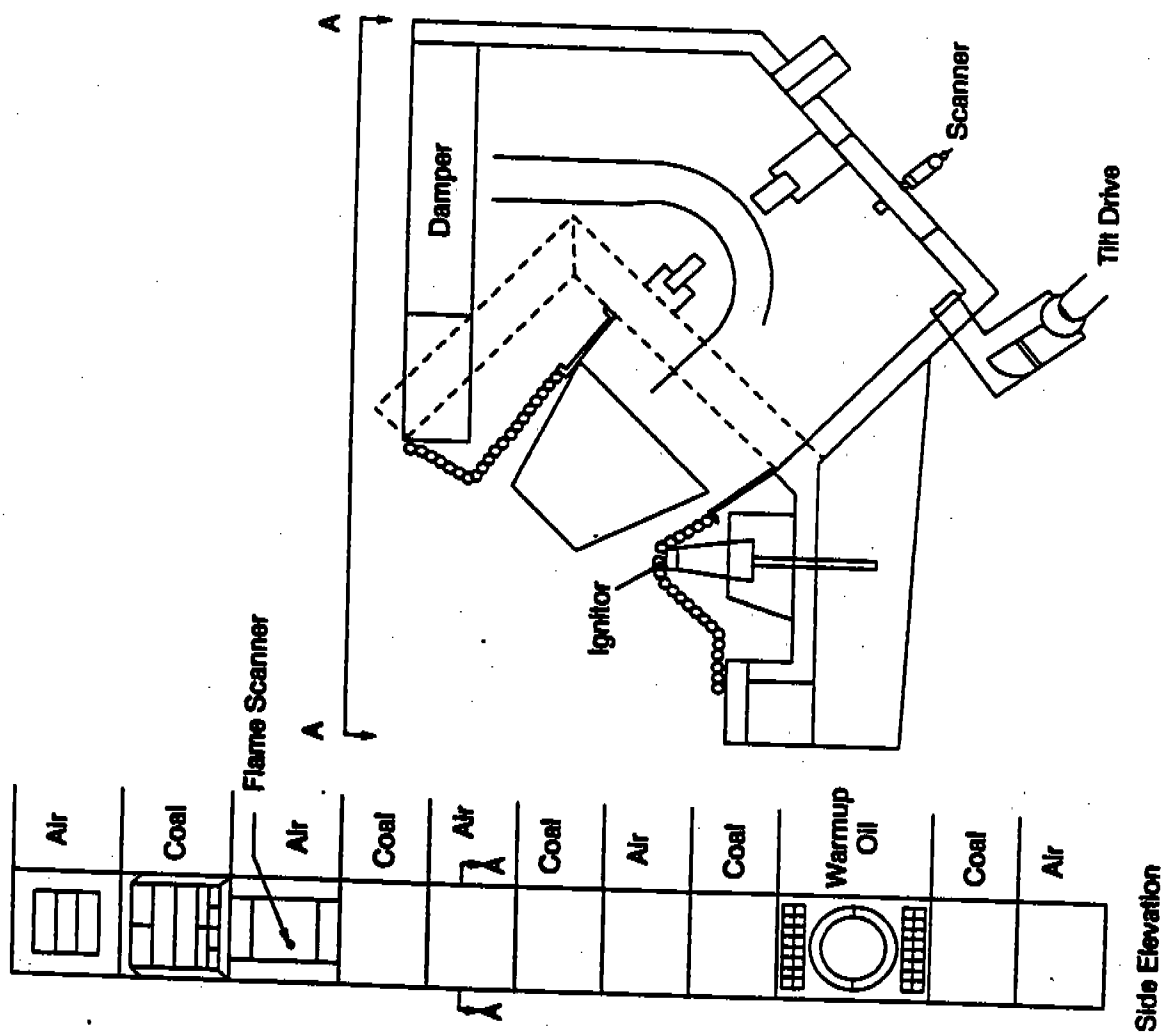 Air
Coal
Flame Scanner
Air
Coal
Air
A
A
Coal
Air
Coal
Warmup
Oil
Coal
Air
Side Elevation
A
A
Damper
Scanner
Ignitor
Tilt Drive